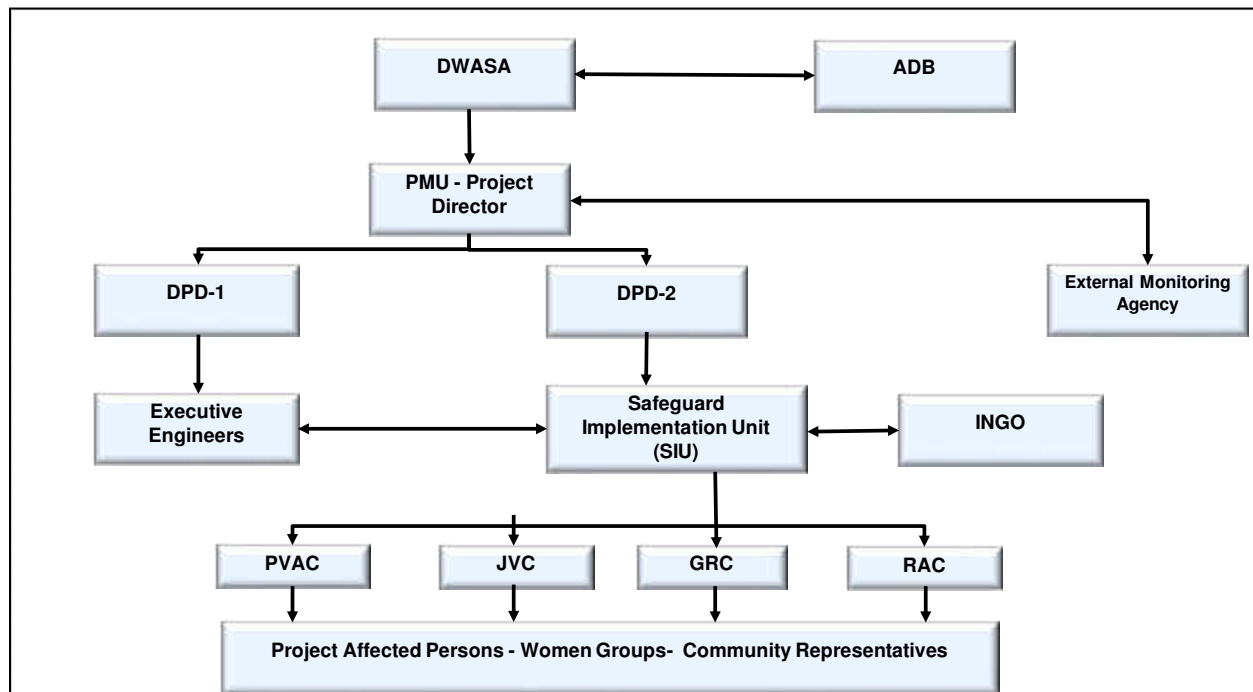 DWASA
ADB
PMU - Project
Director
DPD-1
DPD-2
External Monitoring
Agency
Executive
Engineers
Safeguard
Implementation Unit
(SIU)
INGO
PVAC
JVC
GRC
RAC
Project Affected Persons - Women Groups- Community Representatives